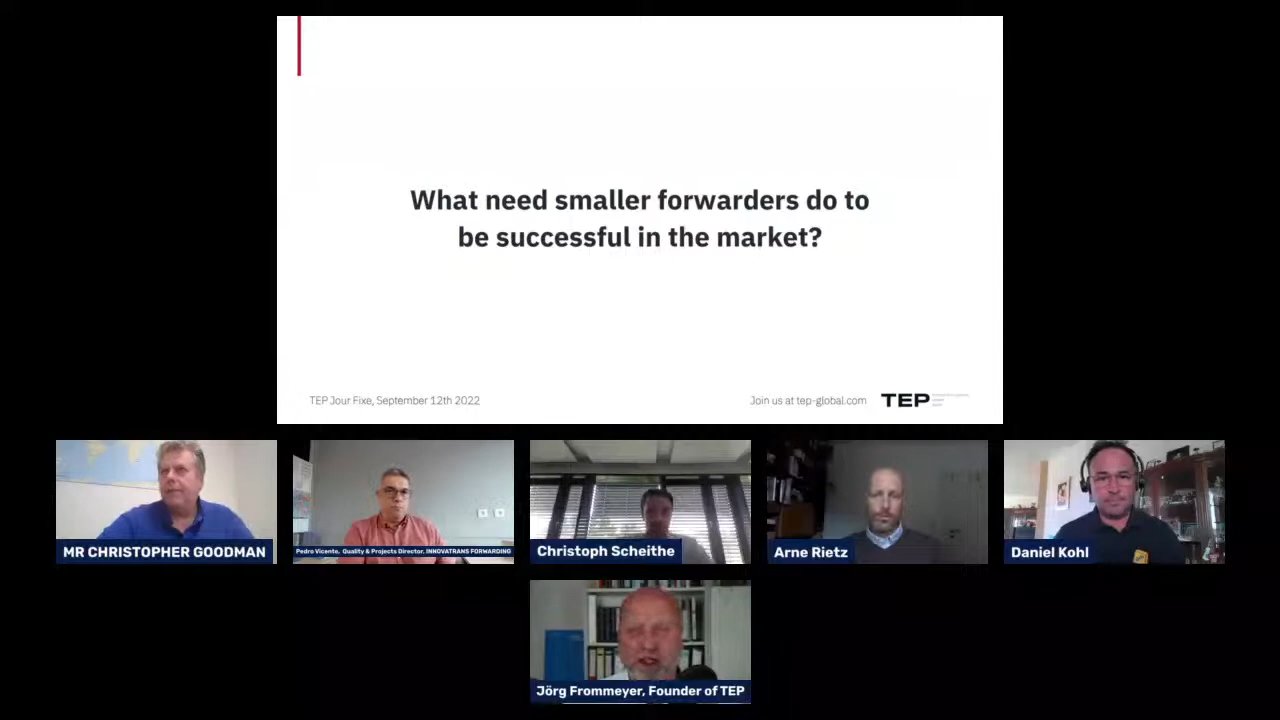 What need smaller forwarders do to
be successful in the market?
TEP Jour Fixe, September 12th 2022
Join us at tep-global.com
TEP
MR CHRISTOPHER GOODMAN
Pedro Vicente, Quality & Projects Director, INNOVATRANS FORWARDING
Christoph Scheithe
Arne Rietz
Daniel Kohl
Jörg Frommeyer, Founder of TEP